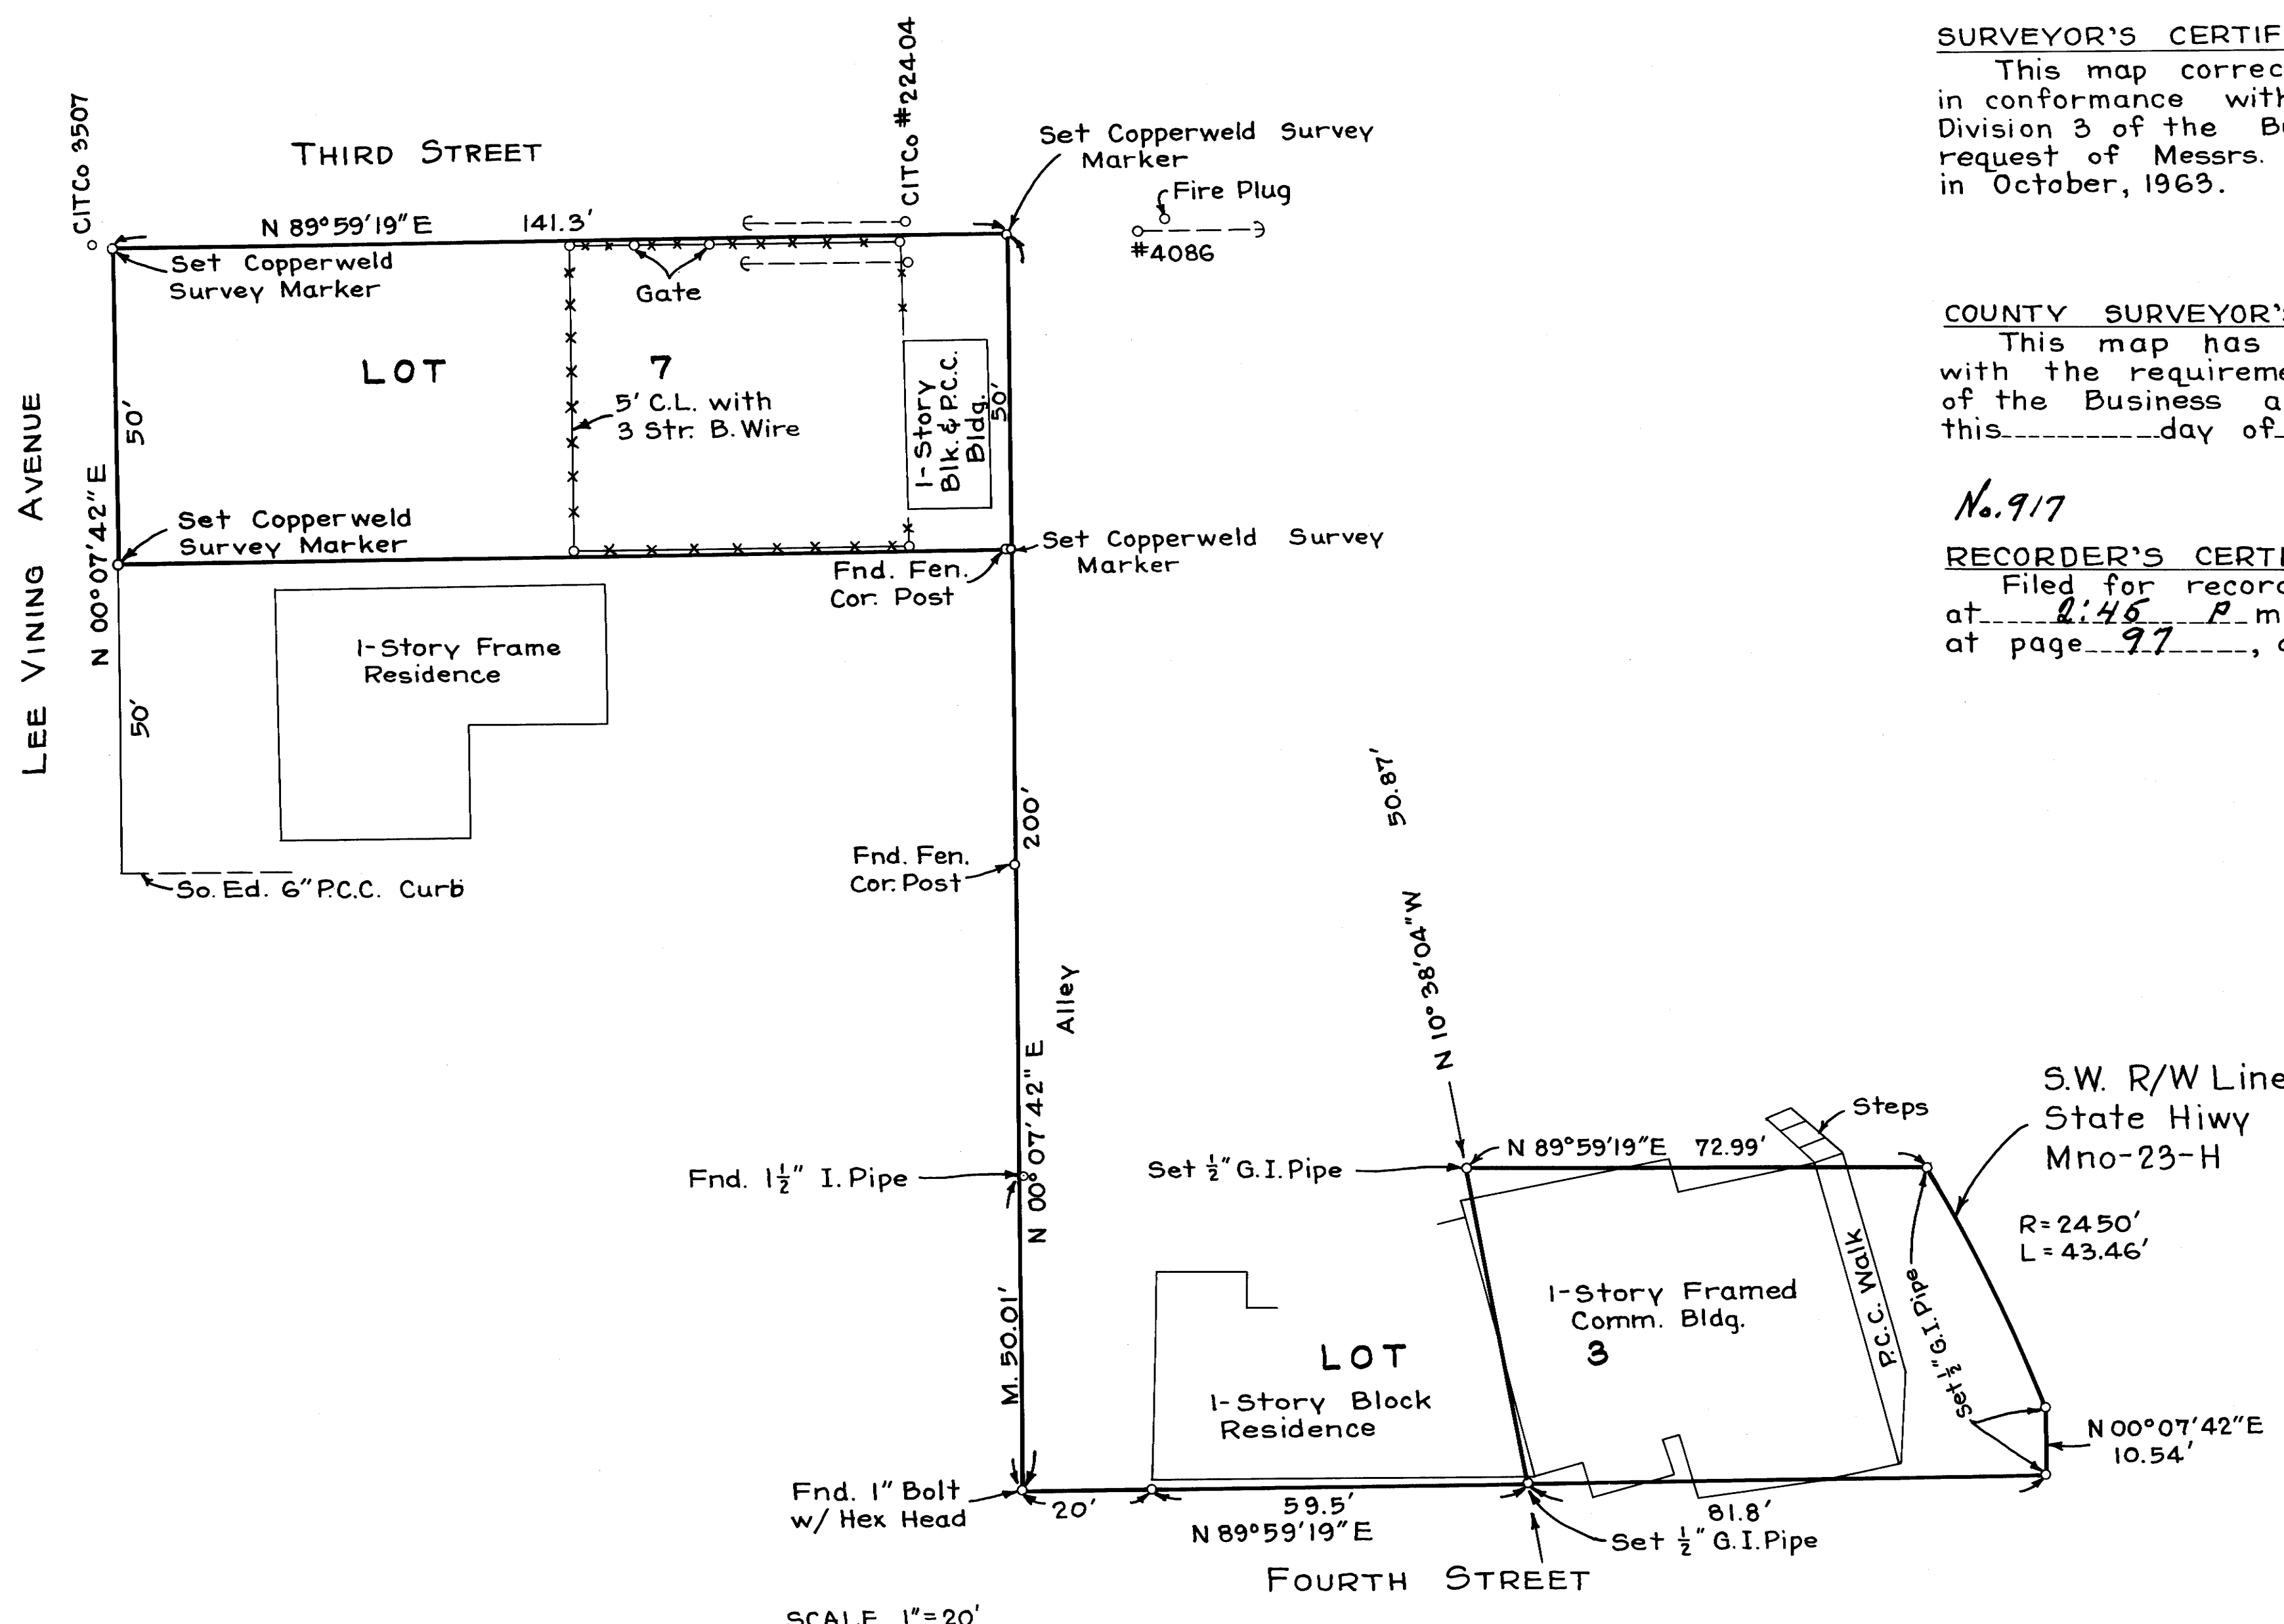 CITCo 3507
THIRD STREET
CITCo #22404
Set Copperweld Survey
Marker
Fire Plug
#4086
N 89°59'19"E 141.3'
Set Copperweld
Survey Marker
Gate
LOT 7
5' C.L. with
3 Str. B. Wire
1-Story
Blk. & P.C.C.
Bldg.
50'
50'
LEE VINING AVENUE
N 00°07'42"E
Set Copperweld
Survey Marker
Set Copperweld Survey
Marker
Fnd. Fen.
Cor. Post
1-Story Frame
Residence
50'
So. Ed. 6" P.C.C. Curb
200'
Fnd. Fen.
Cor. Post
Alley
N 00°07'42"E
Fnd. 1½" I. Pipe
M. 50.01'
Fnd. 1" Bolt
w/ Hex Head
20'
59.5'
N 89°59'19"E
81.8'
Set ½" G.I. Pipe
FOURTH STREET
50.87'
N 10°38'04"W
Set ½" G.I. Pipe
N 89°59'19"E 72.99'
Steps
P.C.C. Walk
Set ½" G.I. Pipe
1-Story Framed
Comm. Bldg.
LOT 3
1-Story Block
Residence
S.W. R/W Line
State Hiwy
Mno-23-H
R=2450'
L=43.46'
N 00°07'42"E
10.54'
SCALE 1"=20'
SURVEYOR'S CERTIF
This map correc
in conformance with
Division 3 of the B
request of Messrs.
in October, 1963.
COUNTY SURVEYOR'S
This map has
with the requireme
of the Business a
this day of
No. 917
RECORDER'S CERTI
Filed for recor
at 2:45 P m
at page 97,